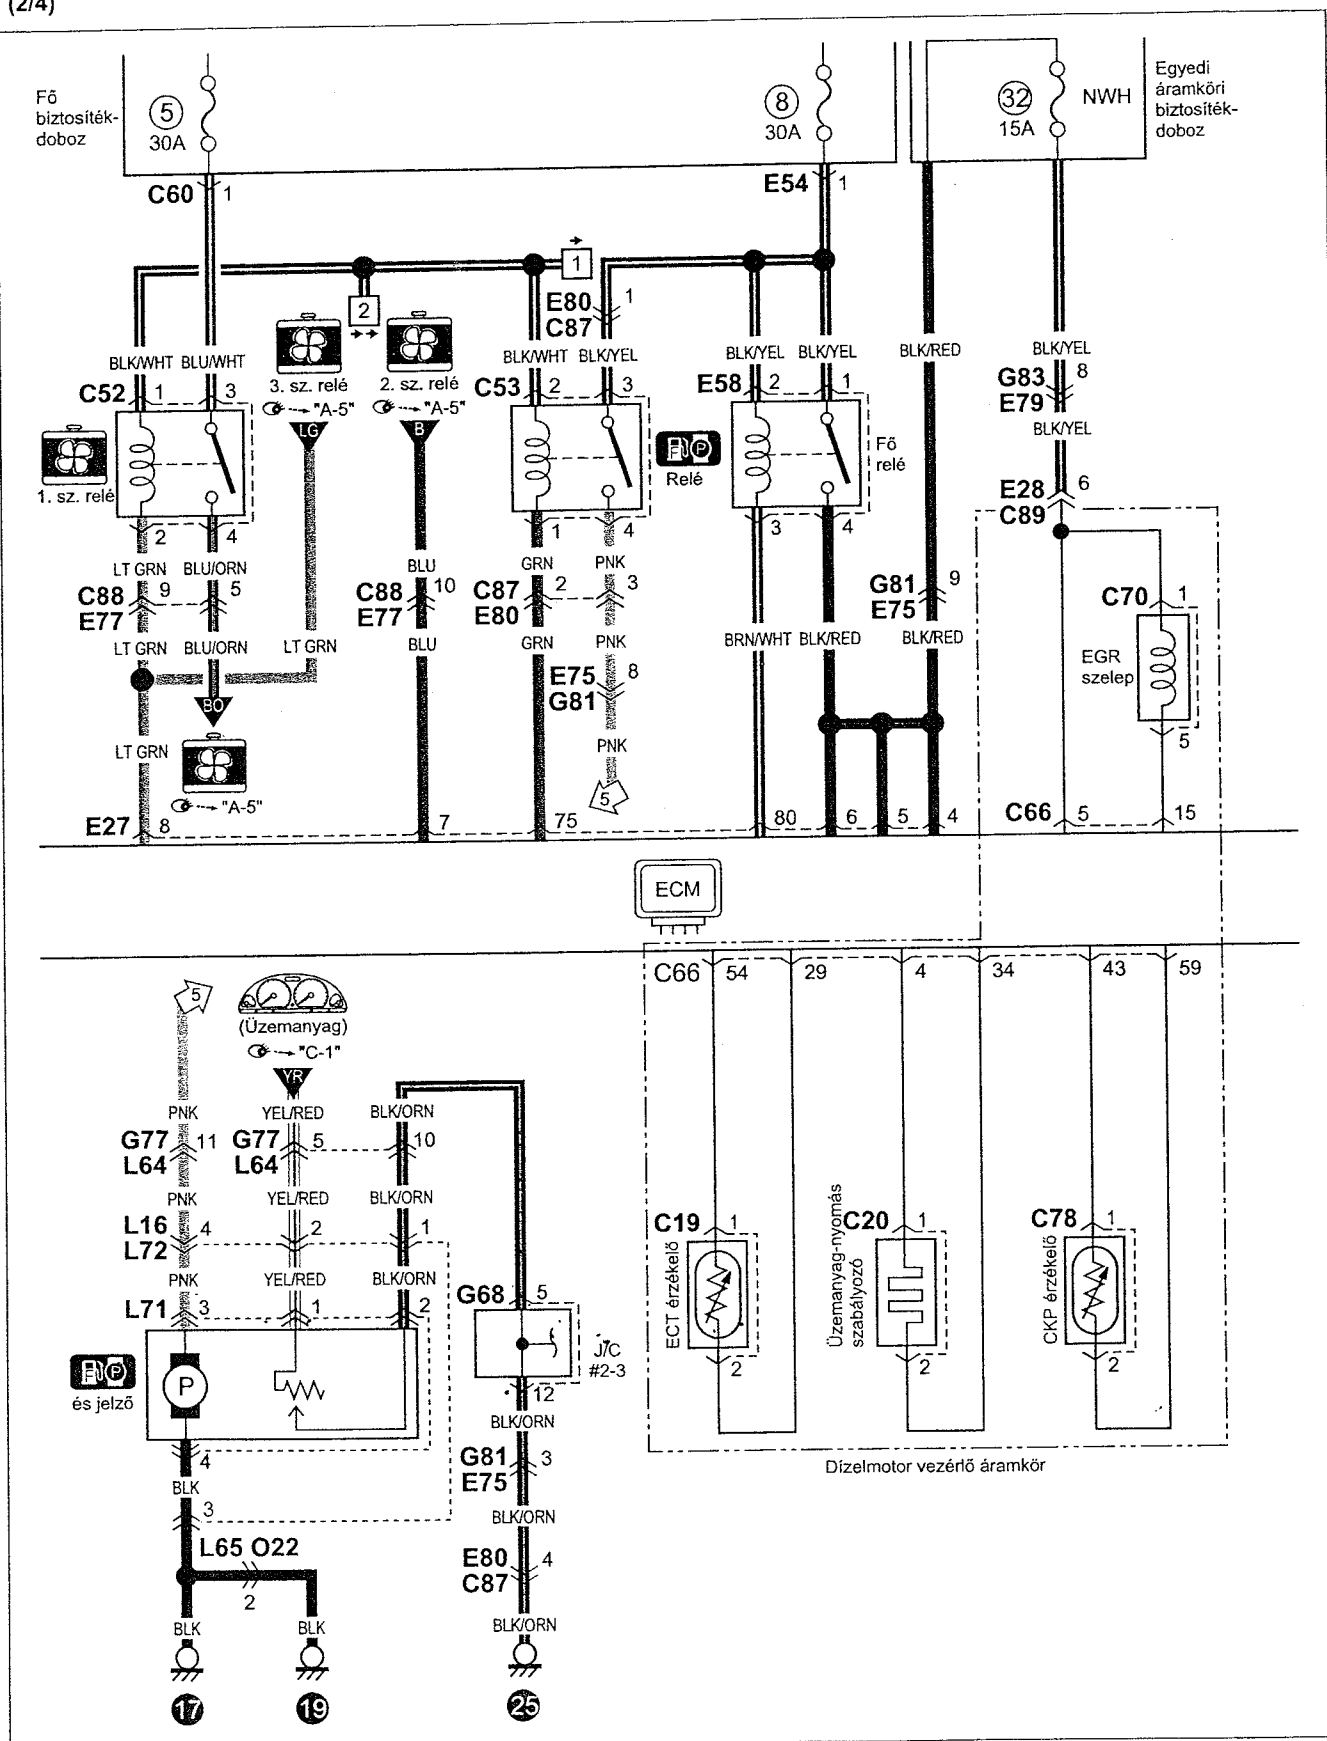 (2/4)
Fő
biztosíték-
doboz
5
30A
8
30A
32
15A
NWH
Egyedi
áramköri
biztosíték-
doboz
C60 1
E54 1
1
2
E80 1
C87
BLK/WHT BLU/WHT
3. sz. relé
"A-5"
LG
2. sz. relé
"A-5"
B
BLK/WHT BLK/YEL
BLK/YEL BLK/YEL
BLK/RED
BLK/YEL
G83 8
E79
BLK/YEL
C52 1 3
C53 2 3
E58 2 1
1. sz. relé
Relé
Fő
relé
E28 6
C89
2 4
1 4
3 4
LT GRN BLU/ORN
BLU
GRN PNK
C88 9 5
E77
C88 10
E77
C87 2 3
E80
G81 9
E75
C70 1
LT GRN BLU/ORN LT GRN
BLU
GRN PNK
BRN/WHT BLK/RED
BLK/RED
EGR
szelep
E75 8
G81
BO
LT GRN
PNK
5
5
"A-5"
E27 8 7 75 80 6 5 4
C66 5 15
ECM
C66 54 29 4 34 43 59
5
(Üzemanyag)
"C-1"
YR
PNK YEL/RED BLK/ORN
G77 11
L64
G77 5 10
L64
PNK YEL/RED BLK/ORN
L16 4 2 1
L72
PNK YEL/RED BLK/ORN
L71 3 1 2
G68 5
J/C
#2-3
12
C19 1
ECT érzékelő
2
C20 1
Üzemanyag-nyomás
szabályozó
2
C78 1
CKP érzékelő
2
P
és jelző
4
BLK
3
BLK/ORN
G81 3
E75
BLK/ORN
Dízelmotor vezérlő áramkör
L65 O22
2
E80 4
C87
BLK BLK
BLK/ORN
17 19 25